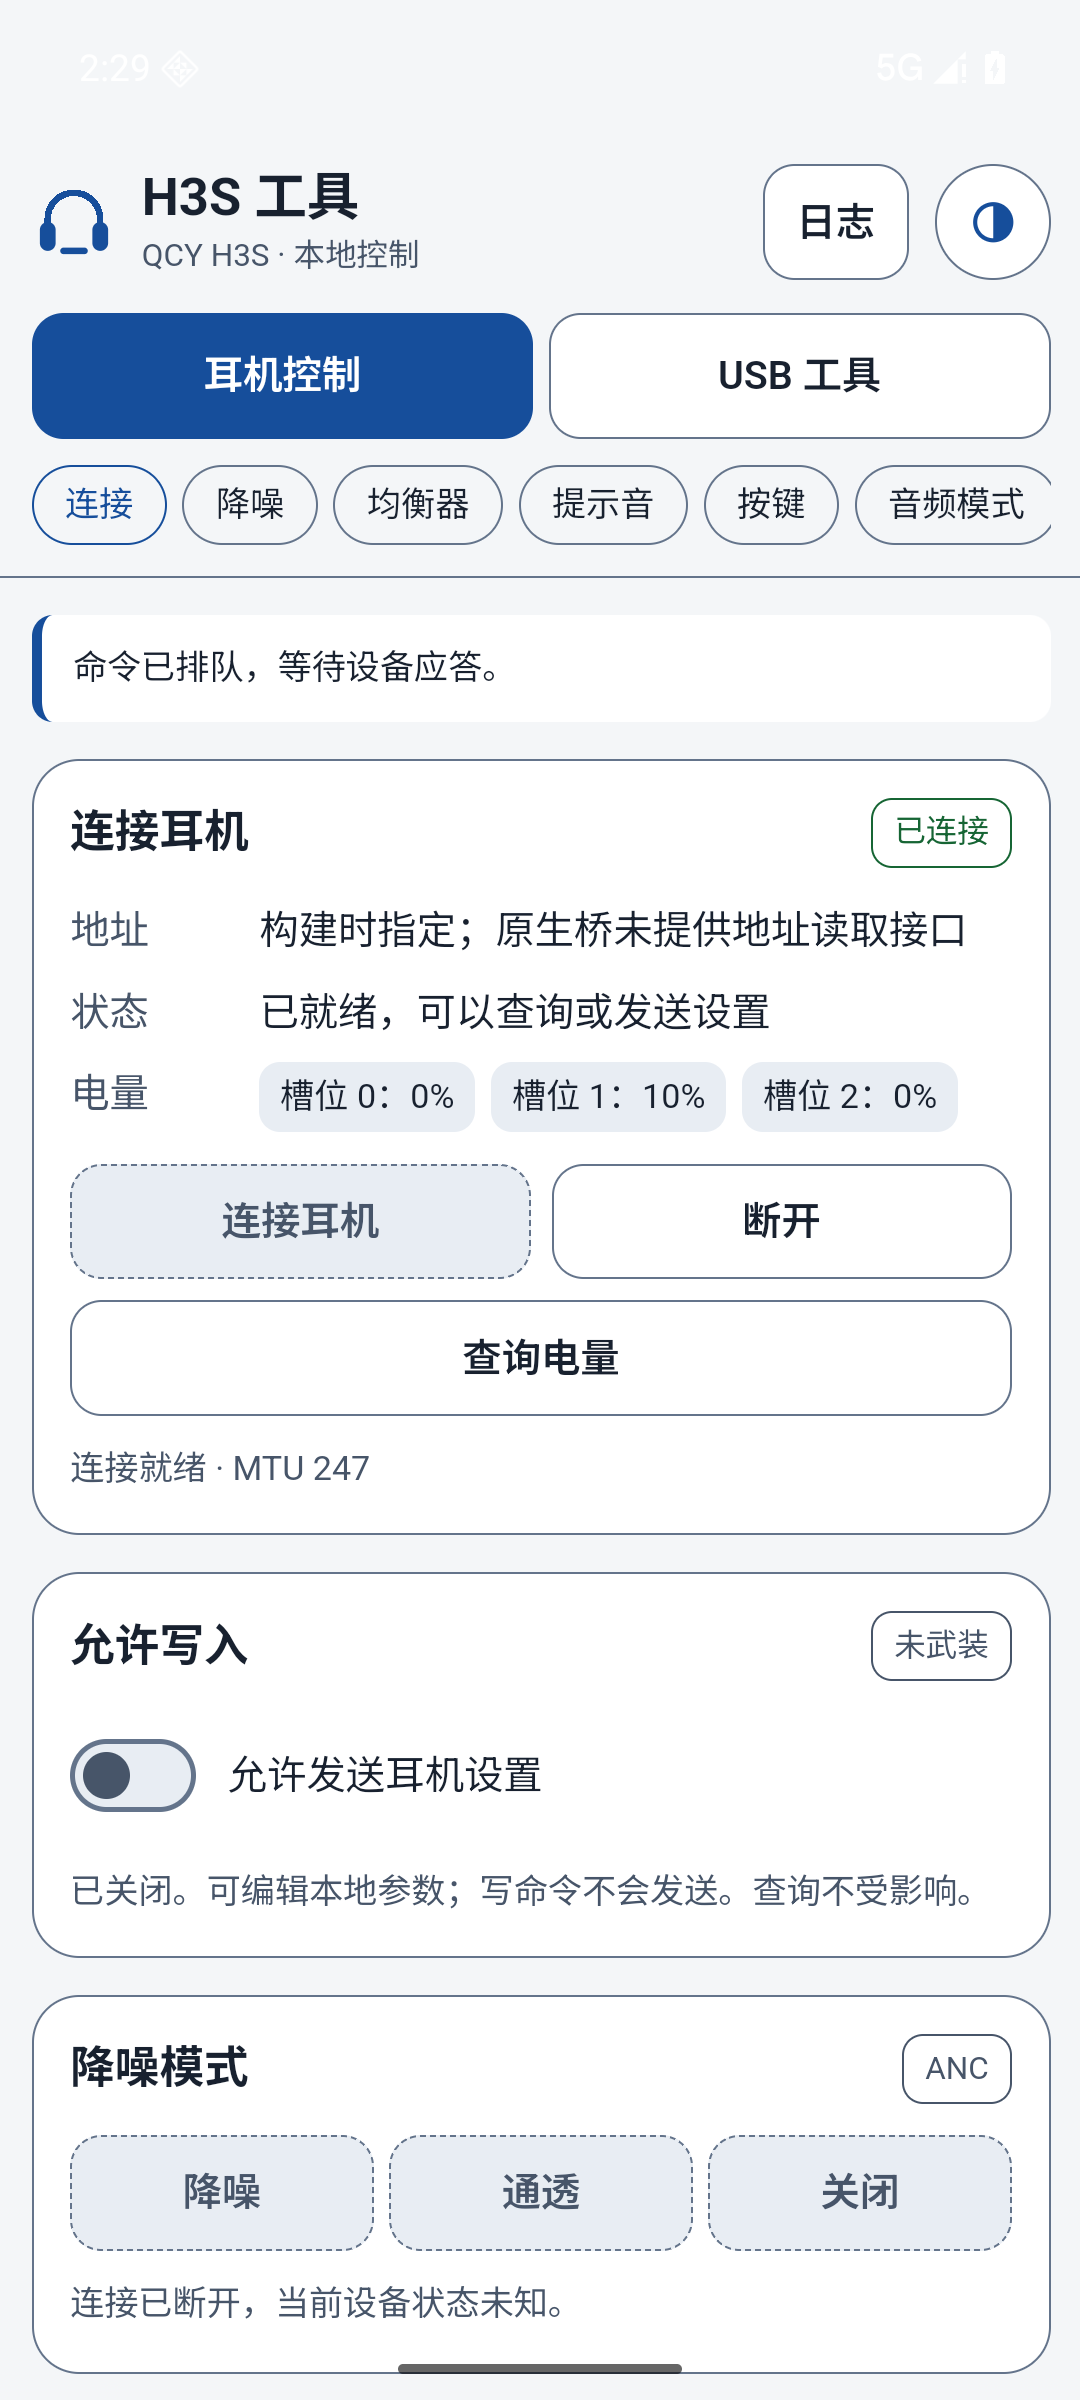 2:29
5G
H3S 工具
QCY H3S · 本地控制
日志
耳机控制
USB 工具
连接
降噪
均衡器
提示音
按键
音频模式
命令已排队，等待设备应答。
连接耳机
已连接
地址
构建时指定；原生桥未提供地址读取接口
状态
已就绪，可以查询或发送设置
电量
槽位 0：0%
槽位 1：10%
槽位 2：0%
连接耳机
断开
查询电量
连接就绪 · MTU 247
允许写入
未武装
允许发送耳机设置
已关闭。可编辑本地参数；写命令不会发送。查询不受影响。
降噪模式
ANC
降噪
通透
关闭
连接已断开，当前设备状态未知。